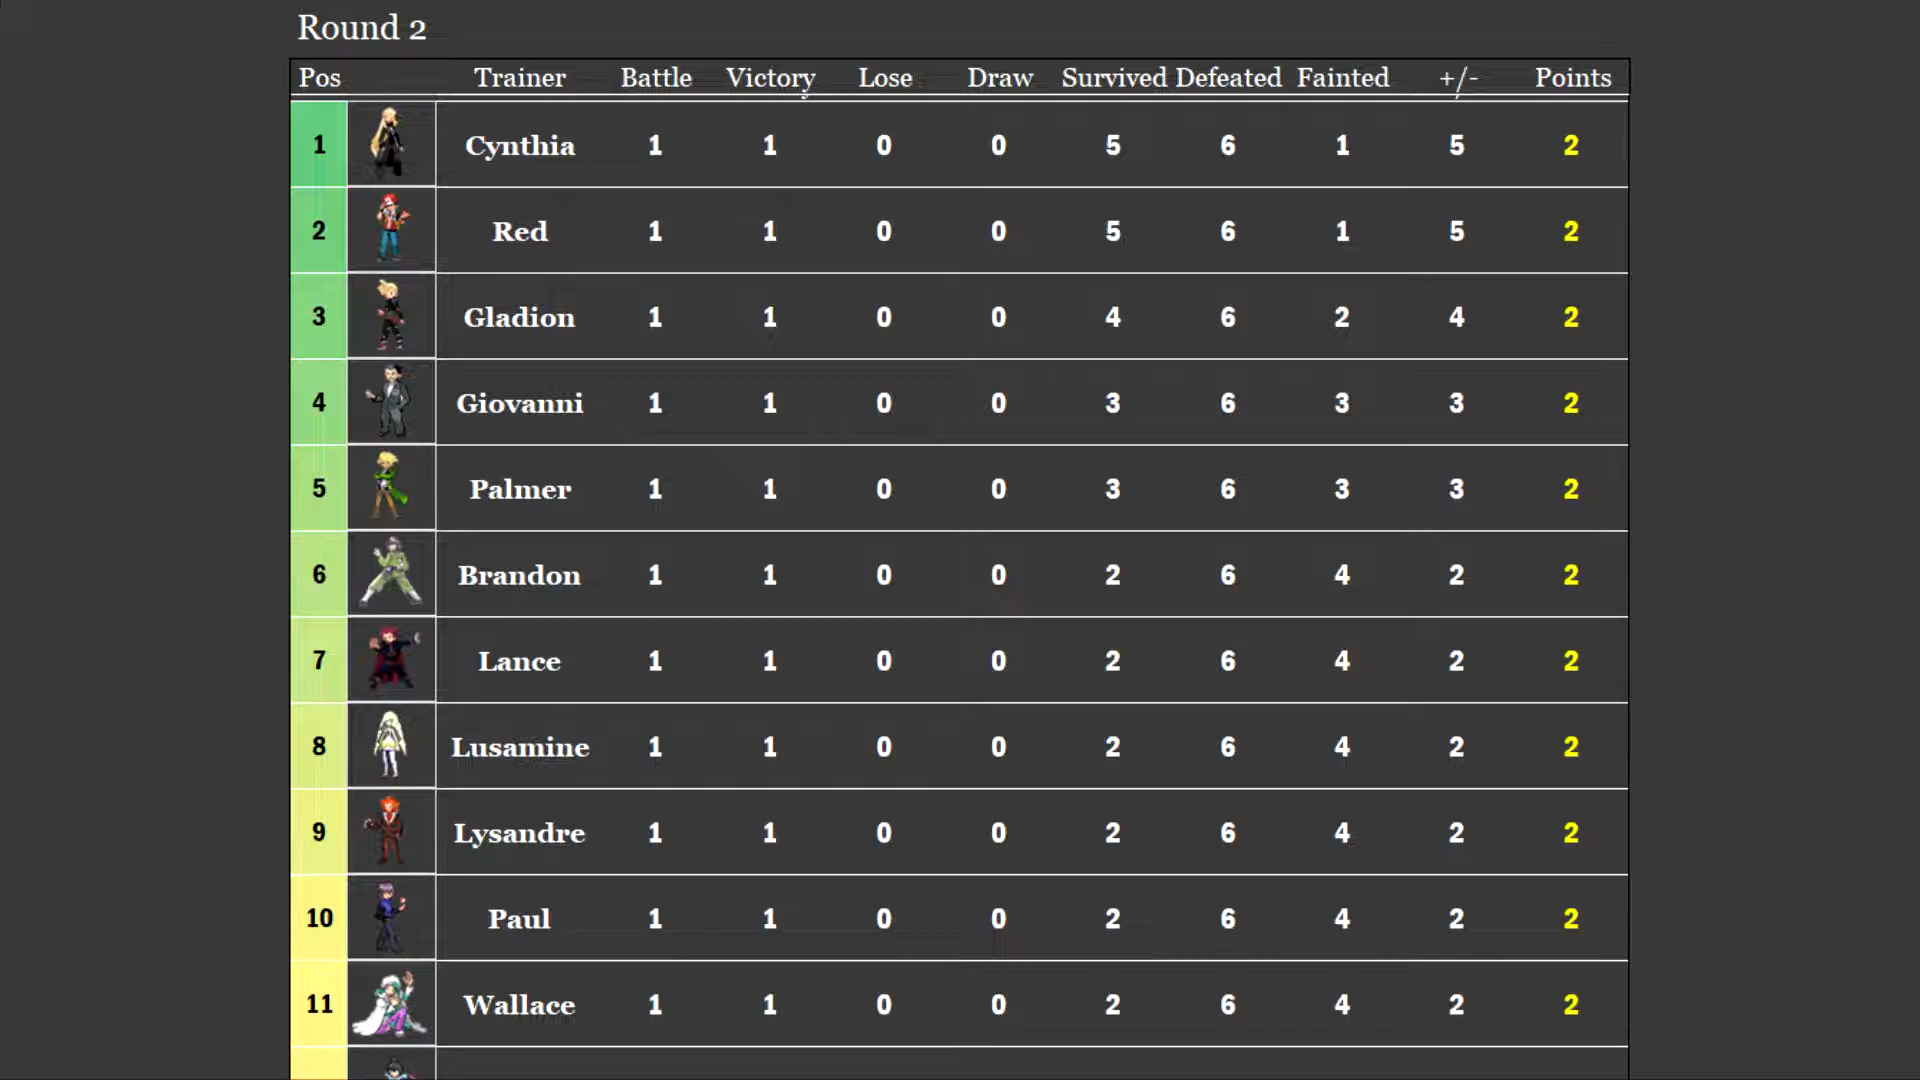 Round 2
Pos Trainer Battle Victory Lose Draw Survived Defeated Fainted +/- Points
1 Cynthia 1 1 0 0 5 6 1 5 2
2 Red 1 1 0 0 5 6 1 5 2
3 Gladion 1 1 0 0 4 6 2 4 2
4 Giovanni 1 1 0 0 3 6 3 3 2
5 Palmer 1 1 0 0 3 6 3 3 2
6 Brandon 1 1 0 0 2 6 4 2 2
7 Lance 1 1 0 0 2 6 4 2 2
8 Lusamine 1 1 0 0 2 6 4 2 2
9 Lysandre 1 1 0 0 2 6 4 2 2
10 Paul 1 1 0 0 2 6 4 2 2
11 Wallace 1 1 0 0 2 6 4 2 2